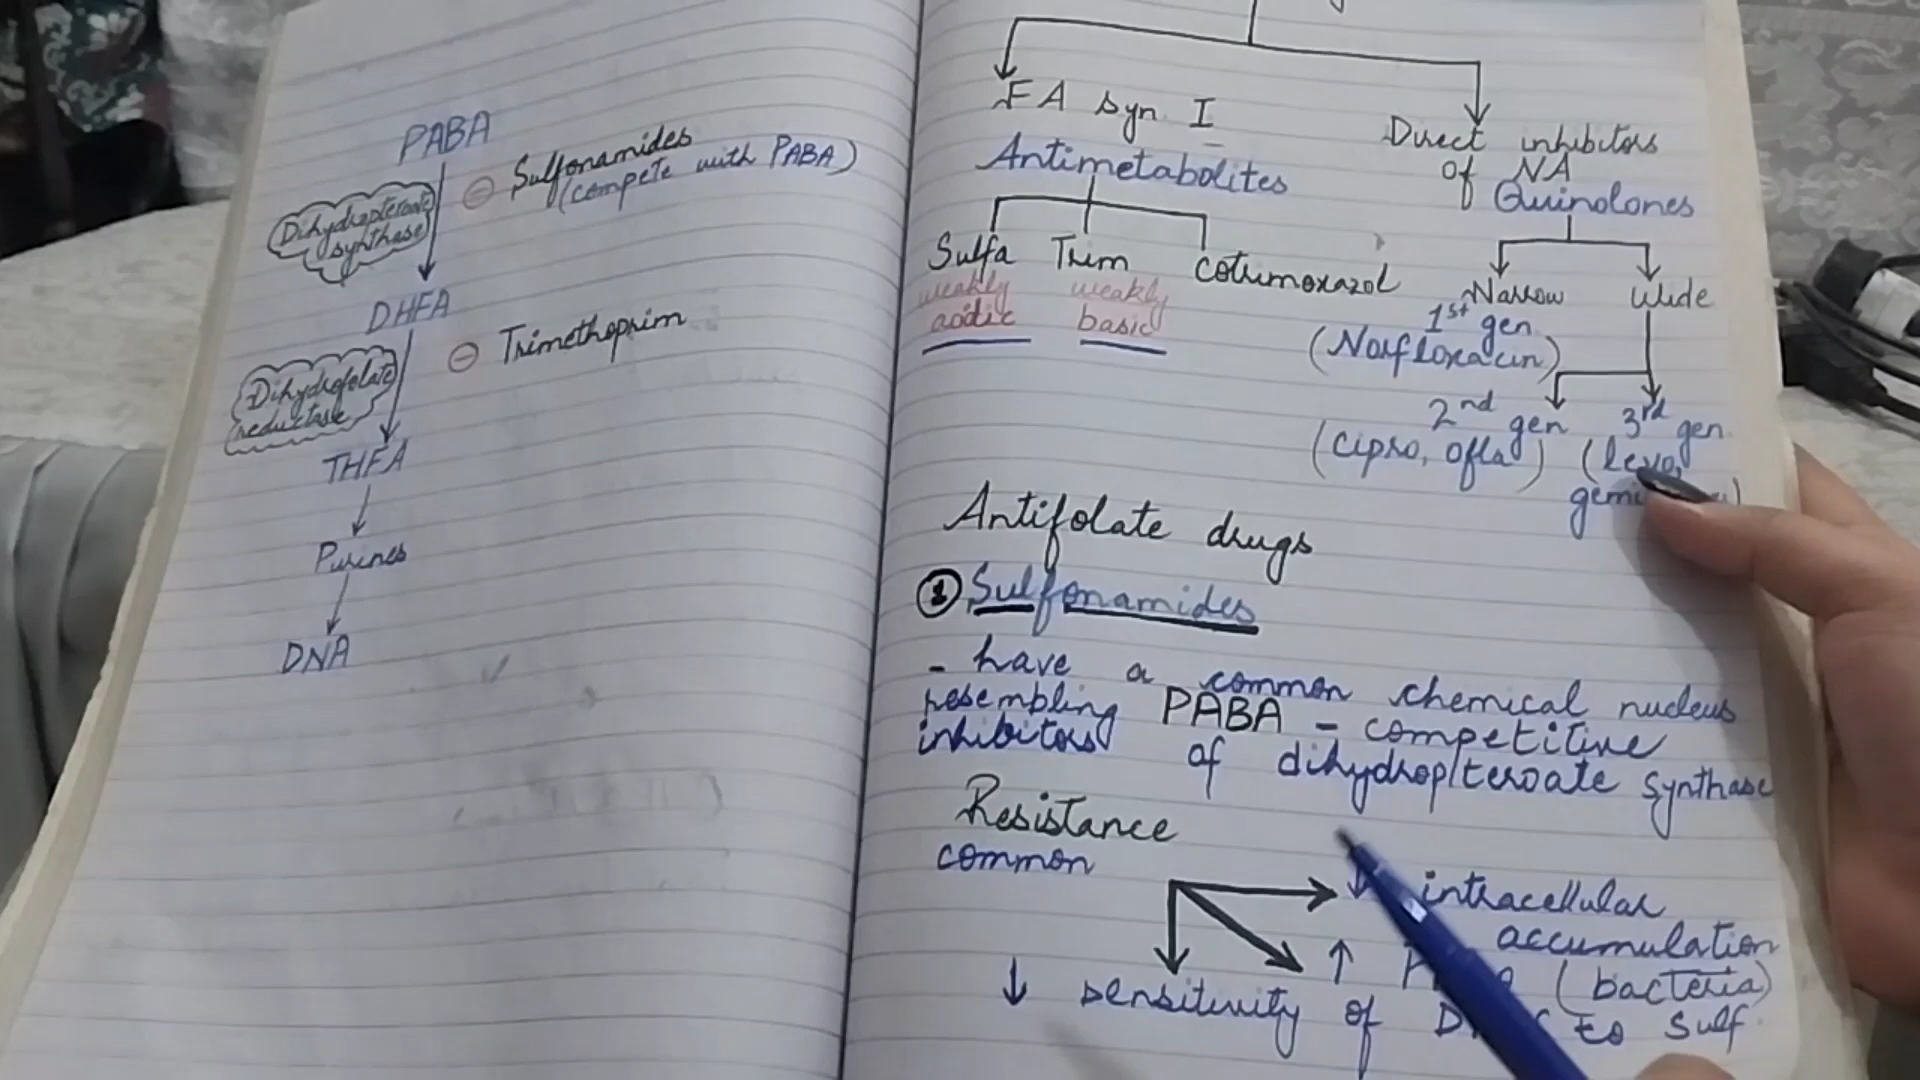 PABA
Sulfonamides
(compete with PABA)
Dihydropteroate
synthase
DHFA
Trimethoprim
Dihydrofolate
reductase
THFA
Purines
DNA
FA syn I
Antimetabolites
Direct inhibitors
of NA
Quinolones
Sulfa Trim cotrimoxazol
weakly
acidic
weakly
basic
Narrow Wide
1st gen
(Norfloxacin)
2nd gen
(Cipro, ofla)
3rd gen
(levo,
Antifolate drugs
1 Sulfonamides
- have a common chemical nucleus
resembling PABA - competitive
inhibitors of dihydropteroate synthase
Resistance
common
↓ intracellular
accumulation
↑ (bacteria)
↓ sensitivity of to Sulf